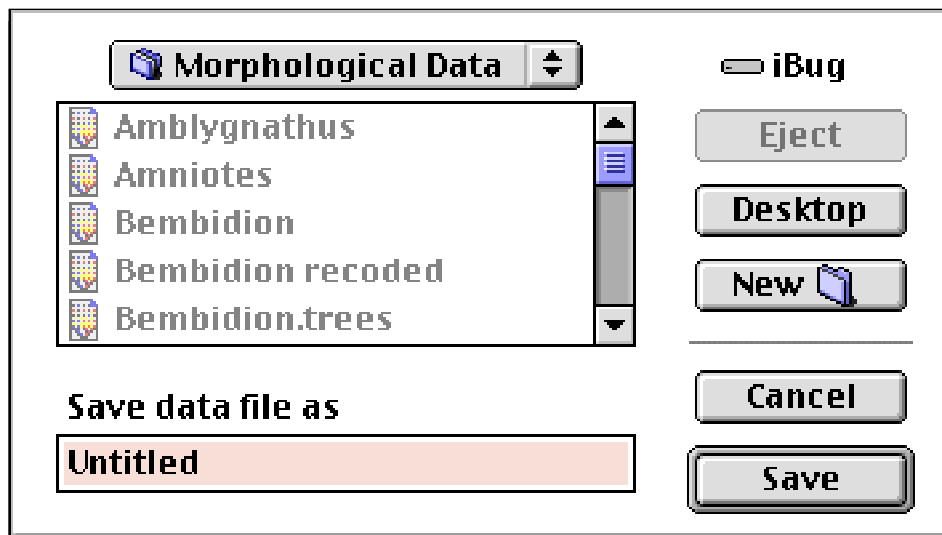 Morphological Data
iBug
Amblygnathus
Amniotes
Bembidion
Bembidion recoded
Bembidion.trees
Eject
Desktop
New
Save data file as
Untitled
Cancel
Save